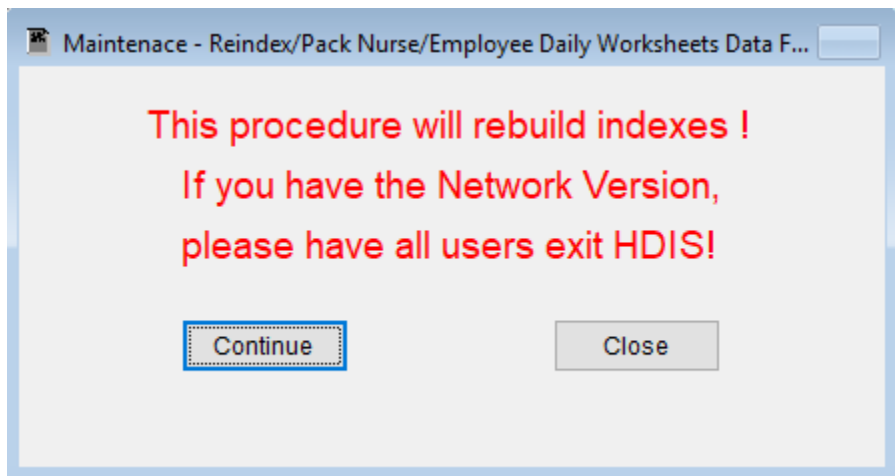 Maintenace - Reindex/Pack Nurse/Employee Daily Worksheets Data F...
This procedure will rebuild indexes !
If you have the Network Version,
please have all users exit HDIS!
Continue
Close